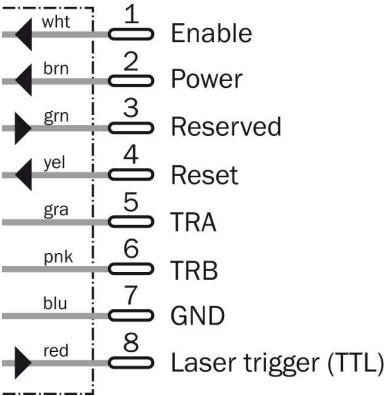 wht 1 Enable
brn 2 Power
grn 3 Reserved
yel 4 Reset
gra 5 TRA
pnk 6 TRB
blu 7 GND
red 8 Laser trigger (TTL)